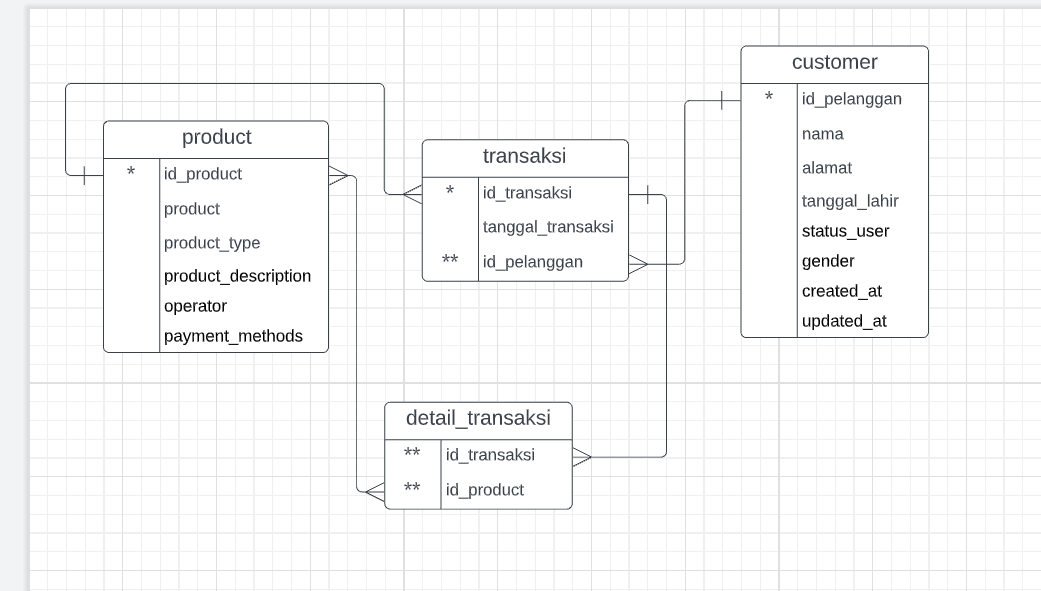 product
* id_product
product
product_type
product_description
operator
payment_methods
transaksi
* id_transaksi
tanggal_transaksi
** id_pelanggan
customer
* id_pelanggan
nama
alamat
tanggal_lahir
status_user
gender
created_at
updated_at
detail_transaksi
** id_transaksi
** id_product